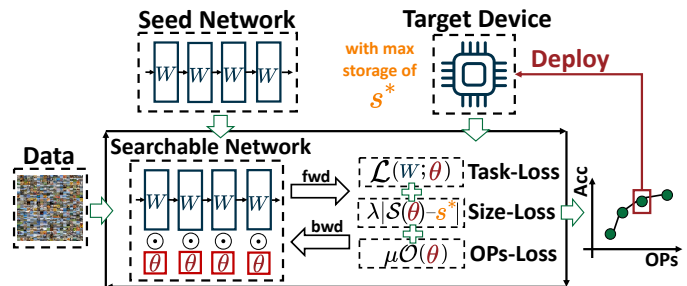 Seed Network
Target Device
with max
storage of
s*
Deploy
W W W W
Data
Searchable Network
W W W W
θ θ θ θ
fwd
bwd
ℒ(W;θ) Task-Loss
λ|𝒮(θ)-s*| Size-Loss
μ𝒪(θ) OPs-Loss
Acc
OPs